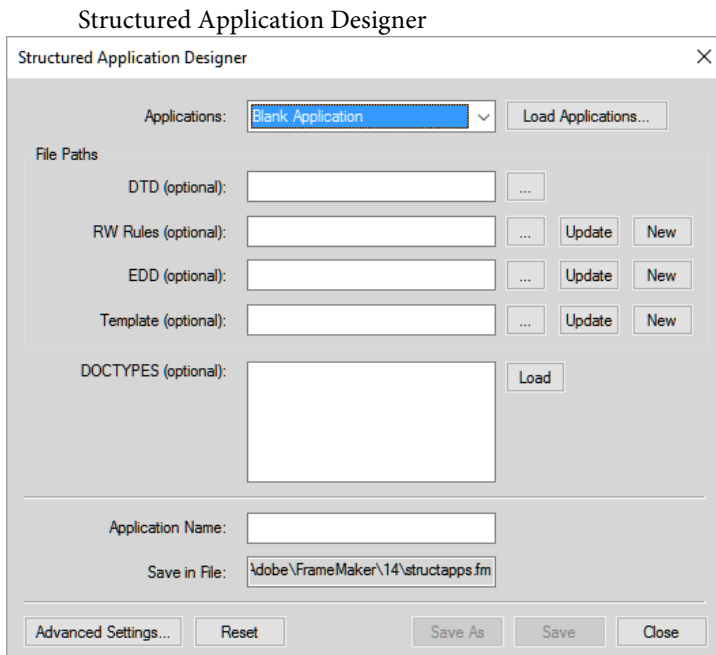 Structured Application Designer
Structured Application Designer
Applications: Blank Application Load Applications...
File Paths
DTD (optional): ...
RW Rules (optional): ... Update New
EDD (optional): ... Update New
Template (optional): ... Update New
DOCTYPES (optional): Load
Application Name:
Save in File: \dobe\FrameMaker\14\structapps.fm
Advanced Settings... Reset Save As Save Close